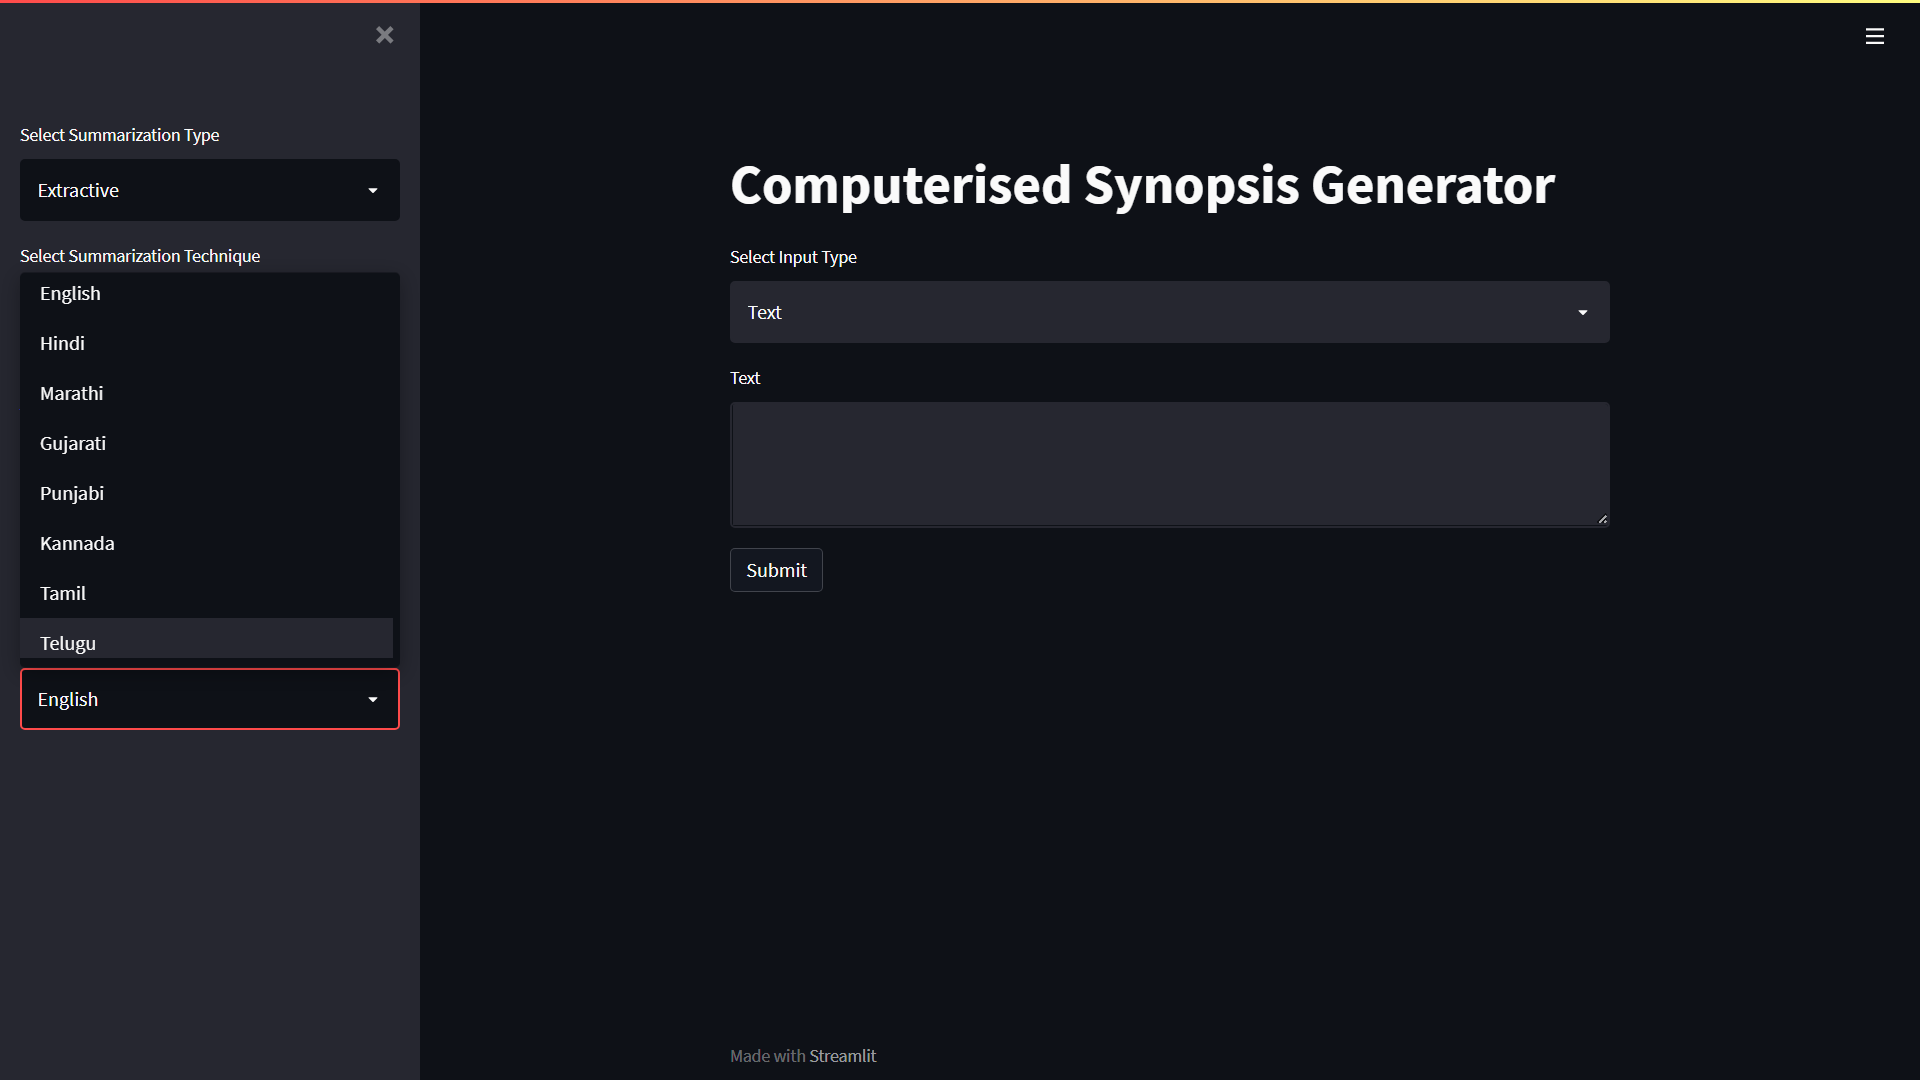 Select Summarization Type
Extractive
Select Summarization Technique
English
Hindi
Marathi
Gujarati
Punjabi
Kannada
Tamil
Telugu
English
Computerised Synopsis Generator
Select Input Type
Text
Text
Submit
Made with Streamlit